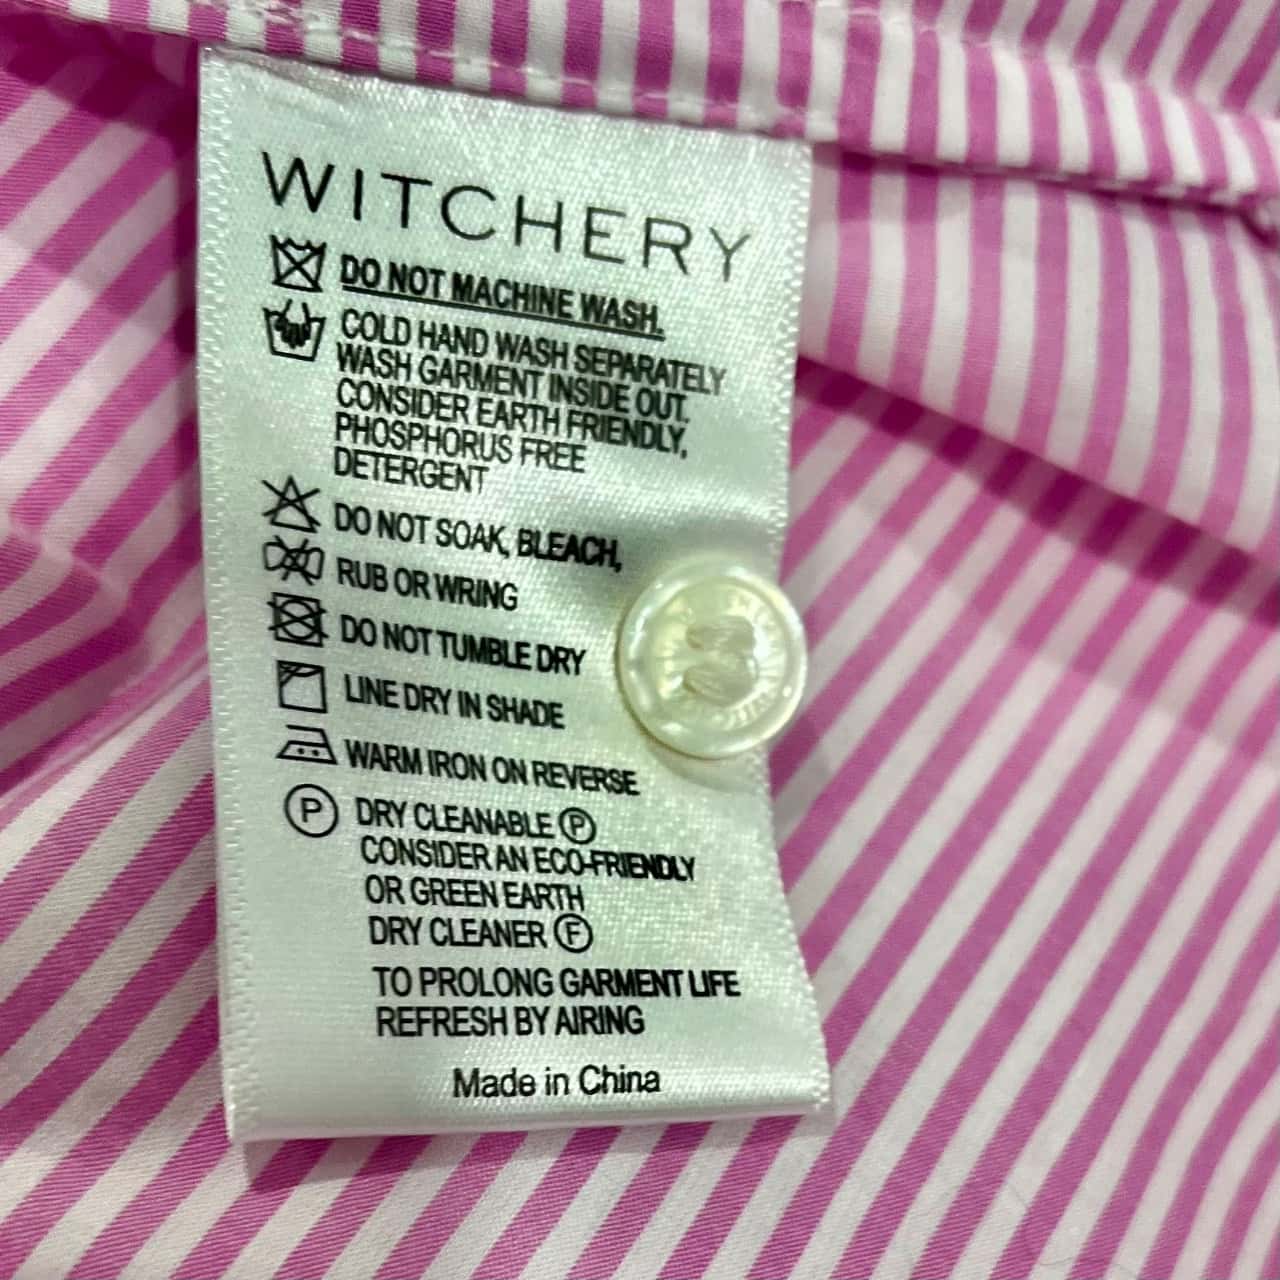 WITCHERY
DO NOT MACHINE WASH.
COLD HAND WASH SEPARATELY
WASH GARMENT INSIDE OUT.
CONSIDER EARTH FRIENDLY,
PHOSPHORUS FREE
DETERGENT
DO NOT SOAK, BLEACH,
RUB OR WRING
DO NOT TUMBLE DRY
LINE DRY IN SHADE
WARM IRON ON REVERSE
P DRY CLEANABLE Ⓟ
CONSIDER AN ECO-FRIENDLY
OR GREEN EARTH
DRY CLEANER Ⓕ
TO PROLONG GARMENT LIFE
REFRESH BY AIRING
Made in China